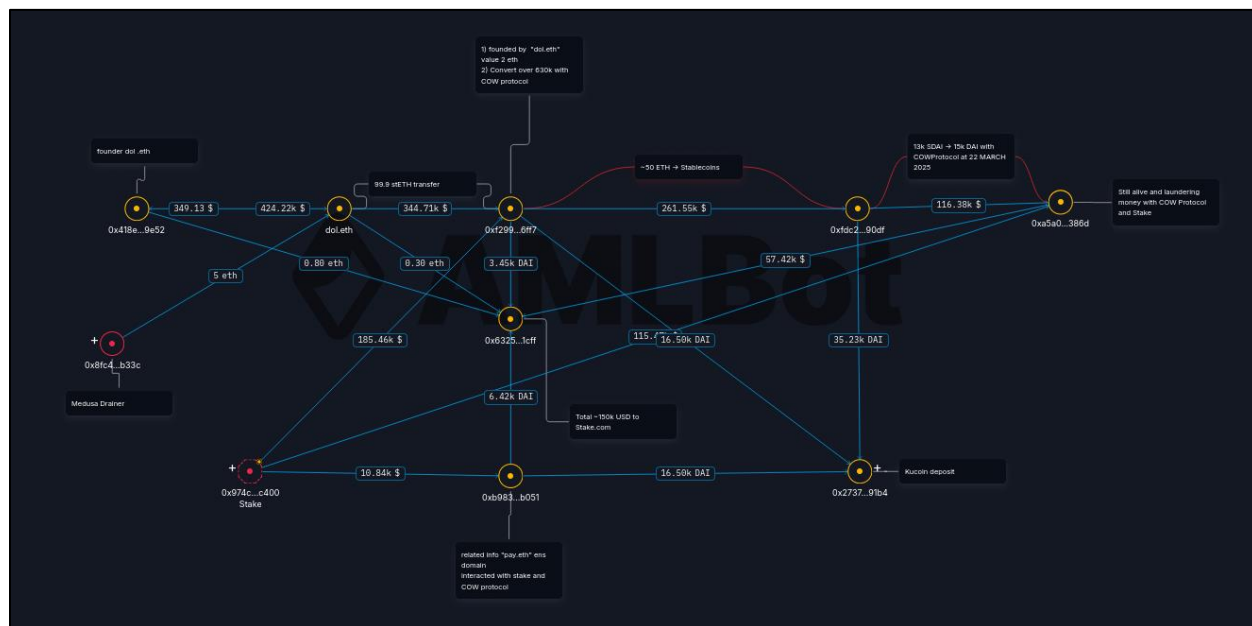 1) founded by "dol.eth"
value 2 eth
2) Convert over 630k with
COW protocol
founder dol .eth
99.9 stETH transfer
~50 ETH → Stablecoins
13k SDAI → 15k DAI with
COWProtocol at 22 MARCH
2025
Still alive and laundering
money with COW Protocol
and Stake
349.13 $
424.22k $
344.71k $
261.55k $
116.38k $
0x418e...9e52
dol.eth
0xf299...6ff7
0xfdc2...90df
0xa5a0...386d
5 eth
0.80 eth
0.30 eth
3.45k DAI
57.42k $
AMLBot
0x8fc4...b33c
Medusa Drainer
185.46k $
0x6325...1cff
16.50k DAI
35.23k DAI
6.42k DAI
Total ~150k USD to
Stake.com
0x974c...c400
Stake
10.84k $
0xb983...b051
16.50k DAI
0x2737...91b4
Kucoin deposit
related info "pay.eth" ens
domain
interacted with stake and
COW protocol